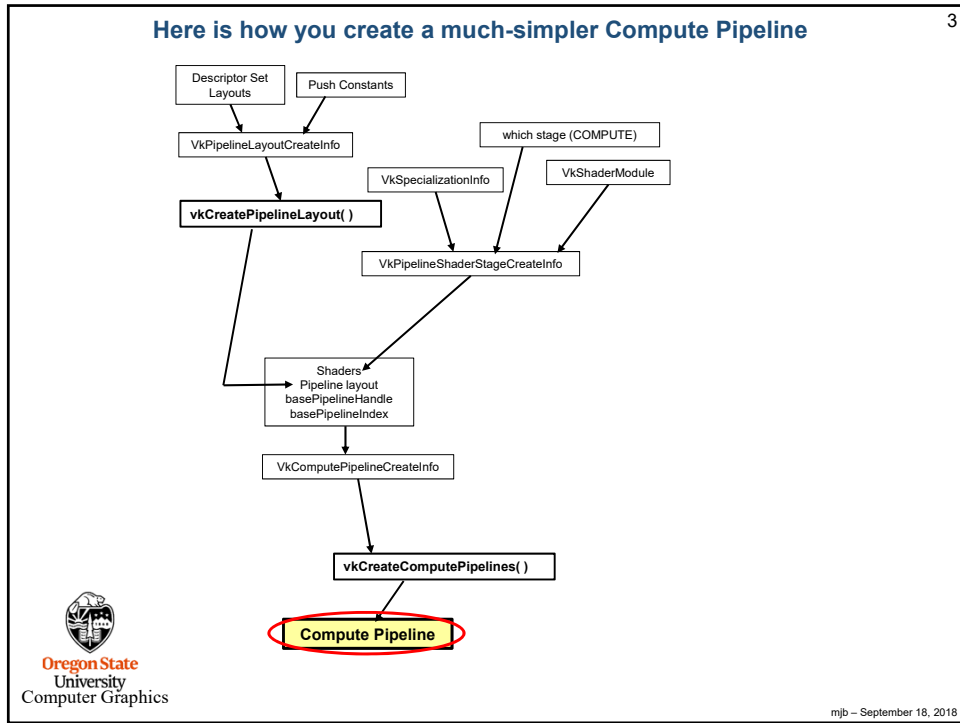 Here is how you create a much-simpler Compute Pipeline
3
Descriptor Set
Layouts
Push Constants
which stage (COMPUTE)
VkPipelineLayoutCreateInfo
VkSpecializationInfo
VkShaderModule
vkCreatePipelineLayout( )
VkPipelineShaderStageCreateInfo
Shaders
Pipeline layout
basePipelineHandle
basePipelineIndex
VkComputePipelineCreateInfo
vkCreateComputePipelines( )
Compute Pipeline
Oregon State
University
Computer Graphics
mjb – September 18, 2018